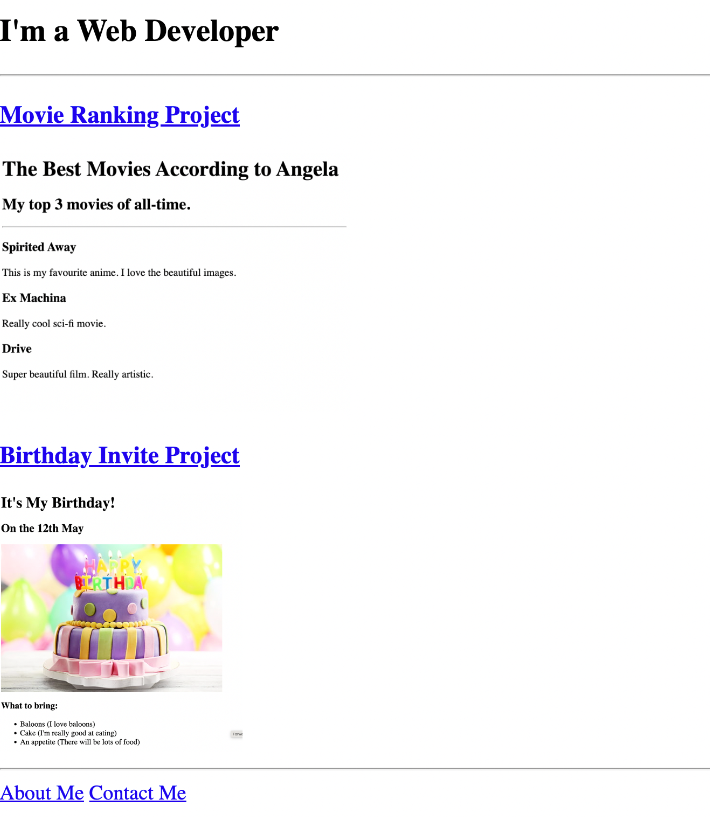 I'm a Web Developer
Movie Ranking Project
The Best Movies According to Angela
My top 3 movies of all-time.
Spirited Away
This is my favourite anime. I love the beautiful images.
Ex Machina
Really cool sci-fi movie.
Drive
Super beautiful film. Really artistic.
Birthday Invite Project
It's My Birthday!
On the 12th May
HAPPY
BIRTHDAY
What to bring:
• Baloons (I love baloons)
• Cake (I'm really good at eating)
• An appetite (There will be lots of food)
About Me Contact Me